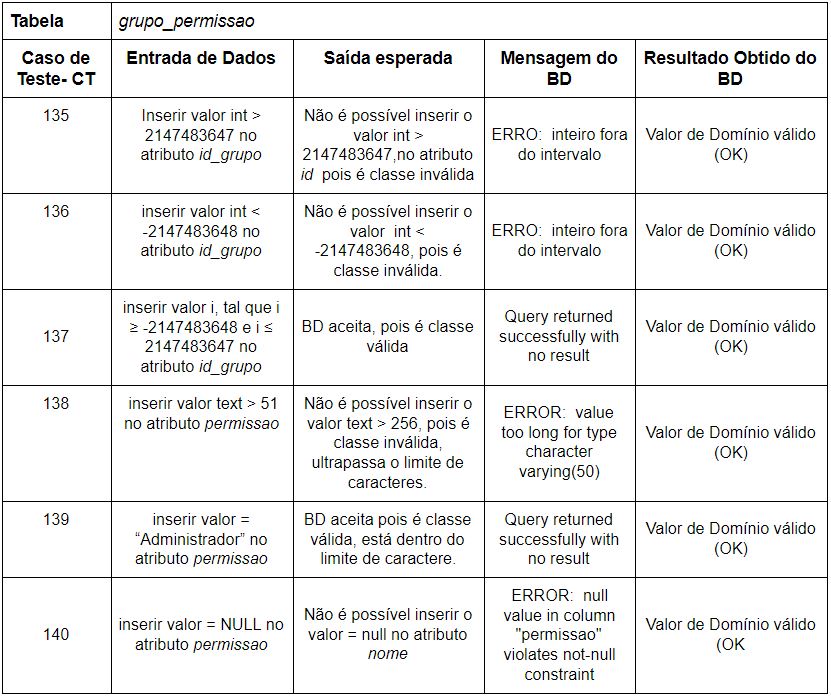 Tabela
grupo_permissao
Caso de
Teste- CT
Entrada de Dados
Saída esperada
Mensagem do
BD
Resultado Obtido do
BD
135
Inserir valor int >
2147483647 no
atributo id_grupo
Não é possível inserir o
valor int >
2147483647,no atributo
id  pois é classe inválida
ERRO:  inteiro fora
do intervalo
Valor de Domínio válido
(OK)
136
inserir valor int <
-2147483648 no
atributo id_grupo
Não é possível inserir o
valor  int <
-2147483648, pois é
classe inválida.
ERRO:  inteiro fora
do intervalo
Valor de Domínio válido
(OK)
137
inserir valor i, tal que i
≥ -2147483648 e i ≤
2147483647 no
atributo id_grupo
BD aceita, pois é classe
válida
Query returned
successfully with
no result
Valor de Domínio válido
(OK)
138
inserir valor text > 51
no atributo permissao
Não é possível inserir o
valor text > 256, pois é
classe inválida,
ultrapassa o limite de
caracteres.
ERROR:  value
too long for type
character
varying(50)
Valor de Domínio válido
(OK)
139
inserir valor =
“Administrador” no
atributo permissao
BD aceita pois é classe
válida, está dentro do
limite de caractere.
Query returned
successfully with
no result
Valor de Domínio válido
(OK)
140
inserir valor = NULL no
atributo permissao
Não é possível inserir o
valor = null no atributo
nome
ERROR:  null
value in column
"permissao"
violates not-null
constraint
Valor de Domínio válido
(OK